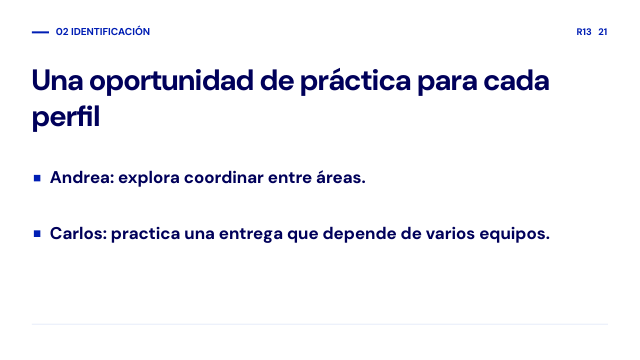 02 IDENTIFICACIÓN
R13 21
Una oportunidad de práctica para cada
perfil
Andrea: explora coordinar entre áreas.
Carlos: practica una entrega que depende de varios equipos.